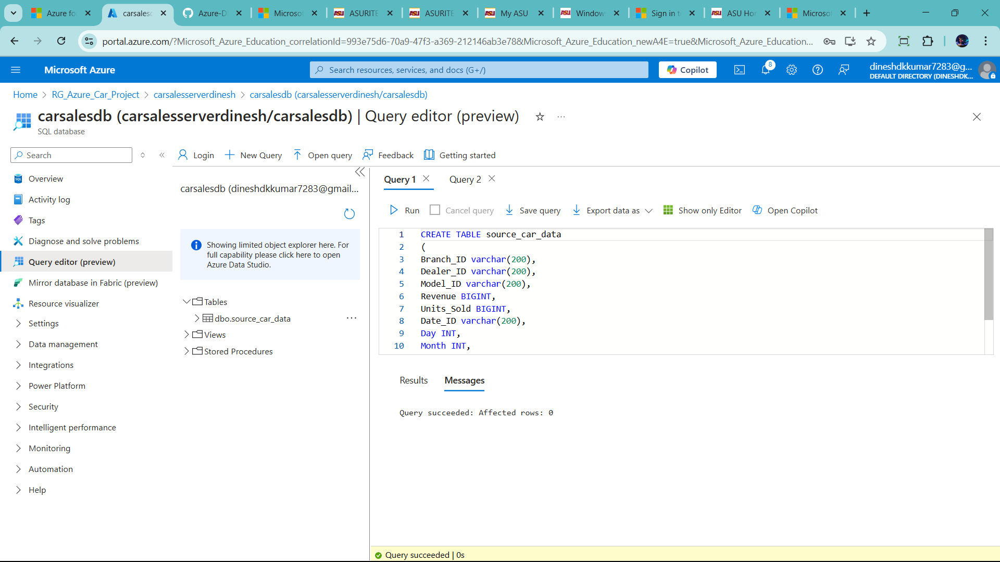 Azure fo
carsalesc
Azure-D
Microsof
ASURITE
ASURITE
My ASU
Window
Sign in t
ASU Hor
Microsof
portal.azure.com/?Microsoft_Azure_Education_correlationId=993e75d6-70a9-47f3-a369-212146ab3e78&Microsoft_Azure_Education_newA4E=true&Microsoft_Azure_Education...
Microsoft Azure
Search resources, services, and docs (G+/)
Copilot
8
dineshdkkumar7283@g...
DEFAULT DIRECTORY (DINESHDK...
Home > RG_Azure_Car_Project > carsalesserverdinesh > carsalesdb (carsalesserverdinesh/carsalesdb)
carsalesdb (carsalesserverdinesh/carsalesdb) | Query editor (preview)
SQL database
Search
Login
New Query
Open query
Feedback
Getting started
Overview
Activity log
Tags
Diagnose and solve problems
Query editor (preview)
Mirror database in Fabric (preview)
Resource visualizer
Settings
Data management
Integrations
Power Platform
Security
Intelligent performance
Monitoring
Automation
Help
carsalesdb (dineshdkkumar7283@gmail...
Showing limited object explorer here. For
full capability please click here to open
Azure Data Studio.
Tables
dbo.source_car_data
Views
Stored Procedures
Query 1
Query 2
Run
Cancel query
Save query
Export data as
Show only Editor
Open Copilot
1 CREATE TABLE source_car_data
2 (
3 Branch_ID varchar(200),
4 Dealer_ID varchar(200),
5 Model_ID varchar(200),
6 Revenue BIGINT,
7 Units_Sold BIGINT,
8 Date_ID varchar(200),
9 Day INT,
10 Month INT,
Results
Messages
Query succeeded: Affected rows: 0
Query succeeded | 0s